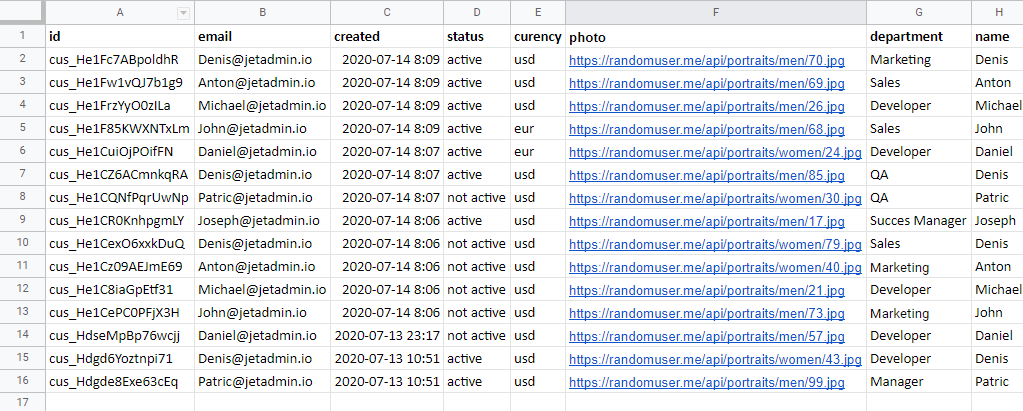 A B C D E F G H
1 id email created status curency photo department name
2 cus_He1Fc7ABpoIdhR Denis@jetadmin.io 2020-07-14 8:09 active usd https://randomuser.me/api/portraits/men/70.jpg Marketing Denis
3 cus_He1Fw1vQJ7b1g9 Anton@jetadmin.io 2020-07-14 8:09 active usd https://randomuser.me/api/portraits/men/69.jpg Sales Anton
4 cus_He1FrzYyO0zILa Michael@jetadmin.io 2020-07-14 8:09 active usd https://randomuser.me/api/portraits/men/26.jpg Developer Michael
5 cus_He1F85KWXNTxLm John@jetadmin.io 2020-07-14 8:09 active eur https://randomuser.me/api/portraits/men/68.jpg Sales John
6 cus_He1CuiOjPOifFN Daniel@jetadmin.io 2020-07-14 8:07 active eur https://randomuser.me/api/portraits/women/24.jpg Developer Daniel
7 cus_He1CZ6ACmnkqRA Denis@jetadmin.io 2020-07-14 8:07 active usd https://randomuser.me/api/portraits/men/85.jpg QA Denis
8 cus_He1CQNfPqrUwNp Patric@jetadmin.io 2020-07-14 8:07 not active usd https://randomuser.me/api/portraits/women/30.jpg QA Patric
9 cus_He1CR0KnhpgmLY Joseph@jetadmin.io 2020-07-14 8:06 active usd https://randomuser.me/api/portraits/men/17.jpg Succes Manager Joseph
10 cus_He1CexO6xxkDuQ Denis@jetadmin.io 2020-07-14 8:06 not active usd https://randomuser.me/api/portraits/women/79.jpg Sales Denis
11 cus_He1Cz09AEJmE69 Anton@jetadmin.io 2020-07-14 8:06 not active usd https://randomuser.me/api/portraits/women/40.jpg Marketing Anton
12 cus_He1C8iaGpEtf31 Michael@jetadmin.io 2020-07-14 8:06 not active usd https://randomuser.me/api/portraits/men/21.jpg Developer Michael
13 cus_He1CePC0PFjX3H John@jetadmin.io 2020-07-14 8:06 not active usd https://randomuser.me/api/portraits/men/73.jpg Marketing John
14 cus_HdseMpBp76wcjj Daniel@jetadmin.io 2020-07-13 23:17 not active usd https://randomuser.me/api/portraits/men/57.jpg Developer Daniel
15 cus_Hdgd6Yoztnpi71 Denis@jetadmin.io 2020-07-13 10:51 active usd https://randomuser.me/api/portraits/women/43.jpg Developer Denis
16 cus_Hdgde8Exe63cEq Patric@jetadmin.io 2020-07-13 10:51 active usd https://randomuser.me/api/portraits/men/99.jpg Manager Patric
17